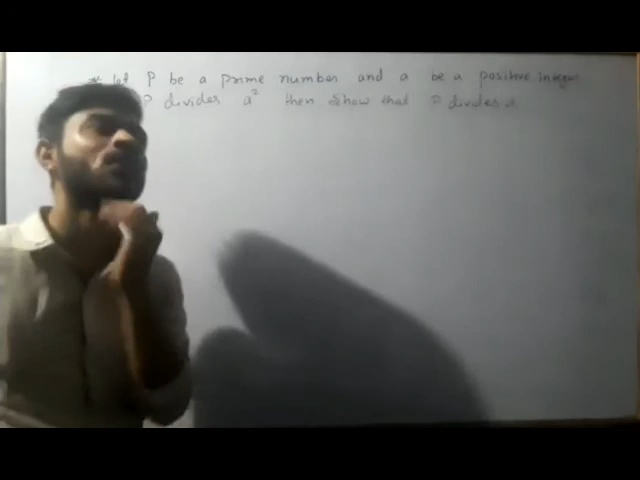 * let P be a prime number and a be a positive integer
P divides a² then show that P divides a